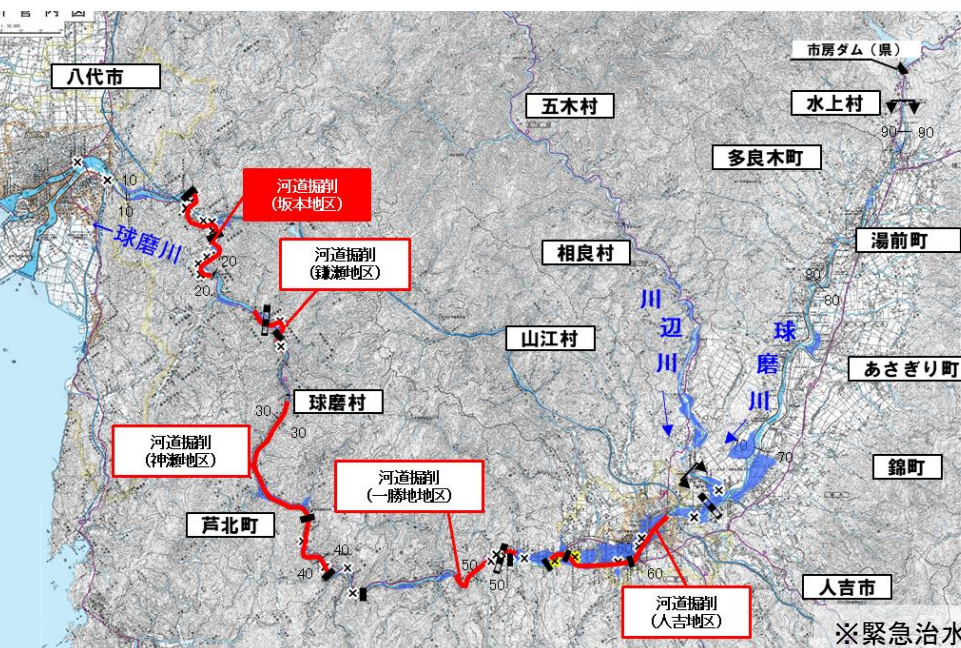 管内図
八代市
五木村
市房ダム（県）
水上村
90
90
多良木町
10
10
河道掘削
(坂本地区)
←球磨川
相良村
湯前町
河道掘削
(鎌瀬地区)
20
20
80
80
川辺川
球磨川
山江村
あさぎり町
球磨村
30
30
河道掘削
(神瀬地区)
70
70
錦町
河道掘削
(一勝地地区)
芦北町
40
40
50
50
60
人吉市
河道掘削
(人吉地区)
※緊急治水